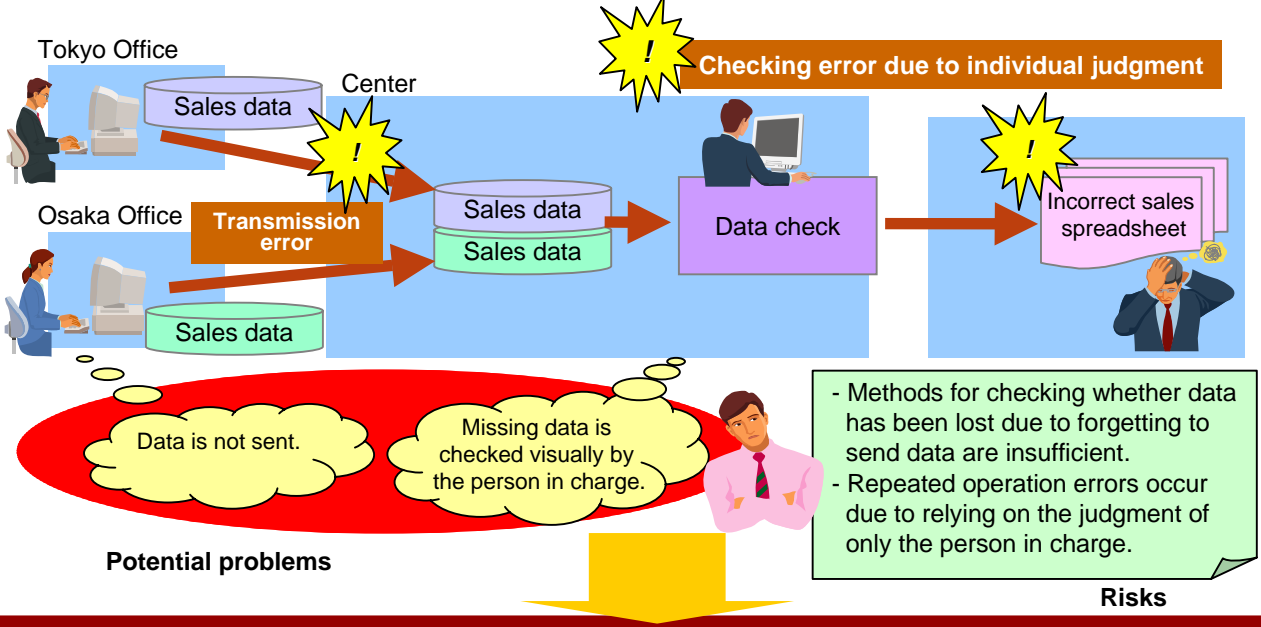 Tokyo Office
Sales data
Center
!
Checking error due to individual judgment
!
!
Osaka Office
Transmission
error
Sales data
Sales data
Data check
Incorrect sales
spreadsheet
Sales data
Data is not sent.
Missing data is
checked visually by
the person in charge.
- Methods for checking whether data
has been lost due to forgetting to
send data are insufficient.
- Repeated operation errors occur
due to relying on the judgment of
only the person in charge.
Potential problems
Risks